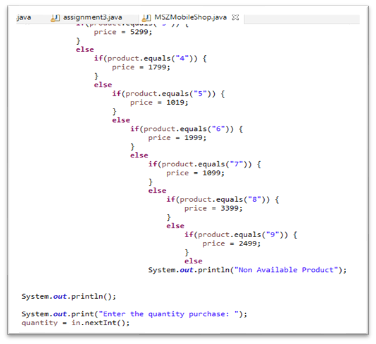 java assignment3.java MSZMobileShop.java
price = 5299;
}
else
if(product.equals("4")) {
price = 1799;
}
else
if(product.equals("5")) {
price = 1019;
}
else
if(product.equals("6")) {
price = 1999;
}
else
if(product.equals("7")) {
price = 1099;
}
else
if(product.equals("8")) {
price = 3399;
}
else
if(product.equals("9")) {
price = 2499;
}
else
System.out.println("Non Available Product");
System.out.println();
System.out.print("Enter the quantity purchase: ");
quantity = in.nextInt();